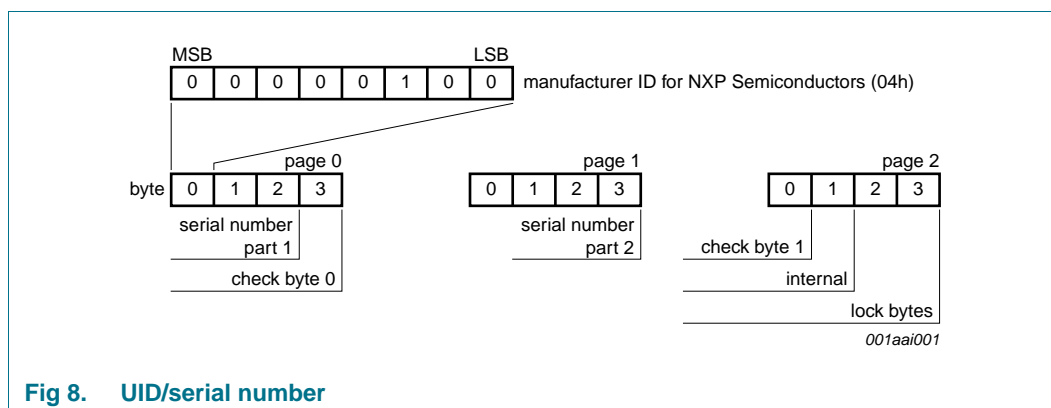 MSB LSB
0 0 0 0 0 1 0 0 manufacturer ID for NXP Semiconductors (04h)
page 0 page 1 page 2
byte 0 1 2 3 0 1 2 3 0 1 2 3
serial number
part 1
check byte 0
serial number
part 2
check byte 1
internal
lock bytes
001aai001
Fig 8. UID/serial number